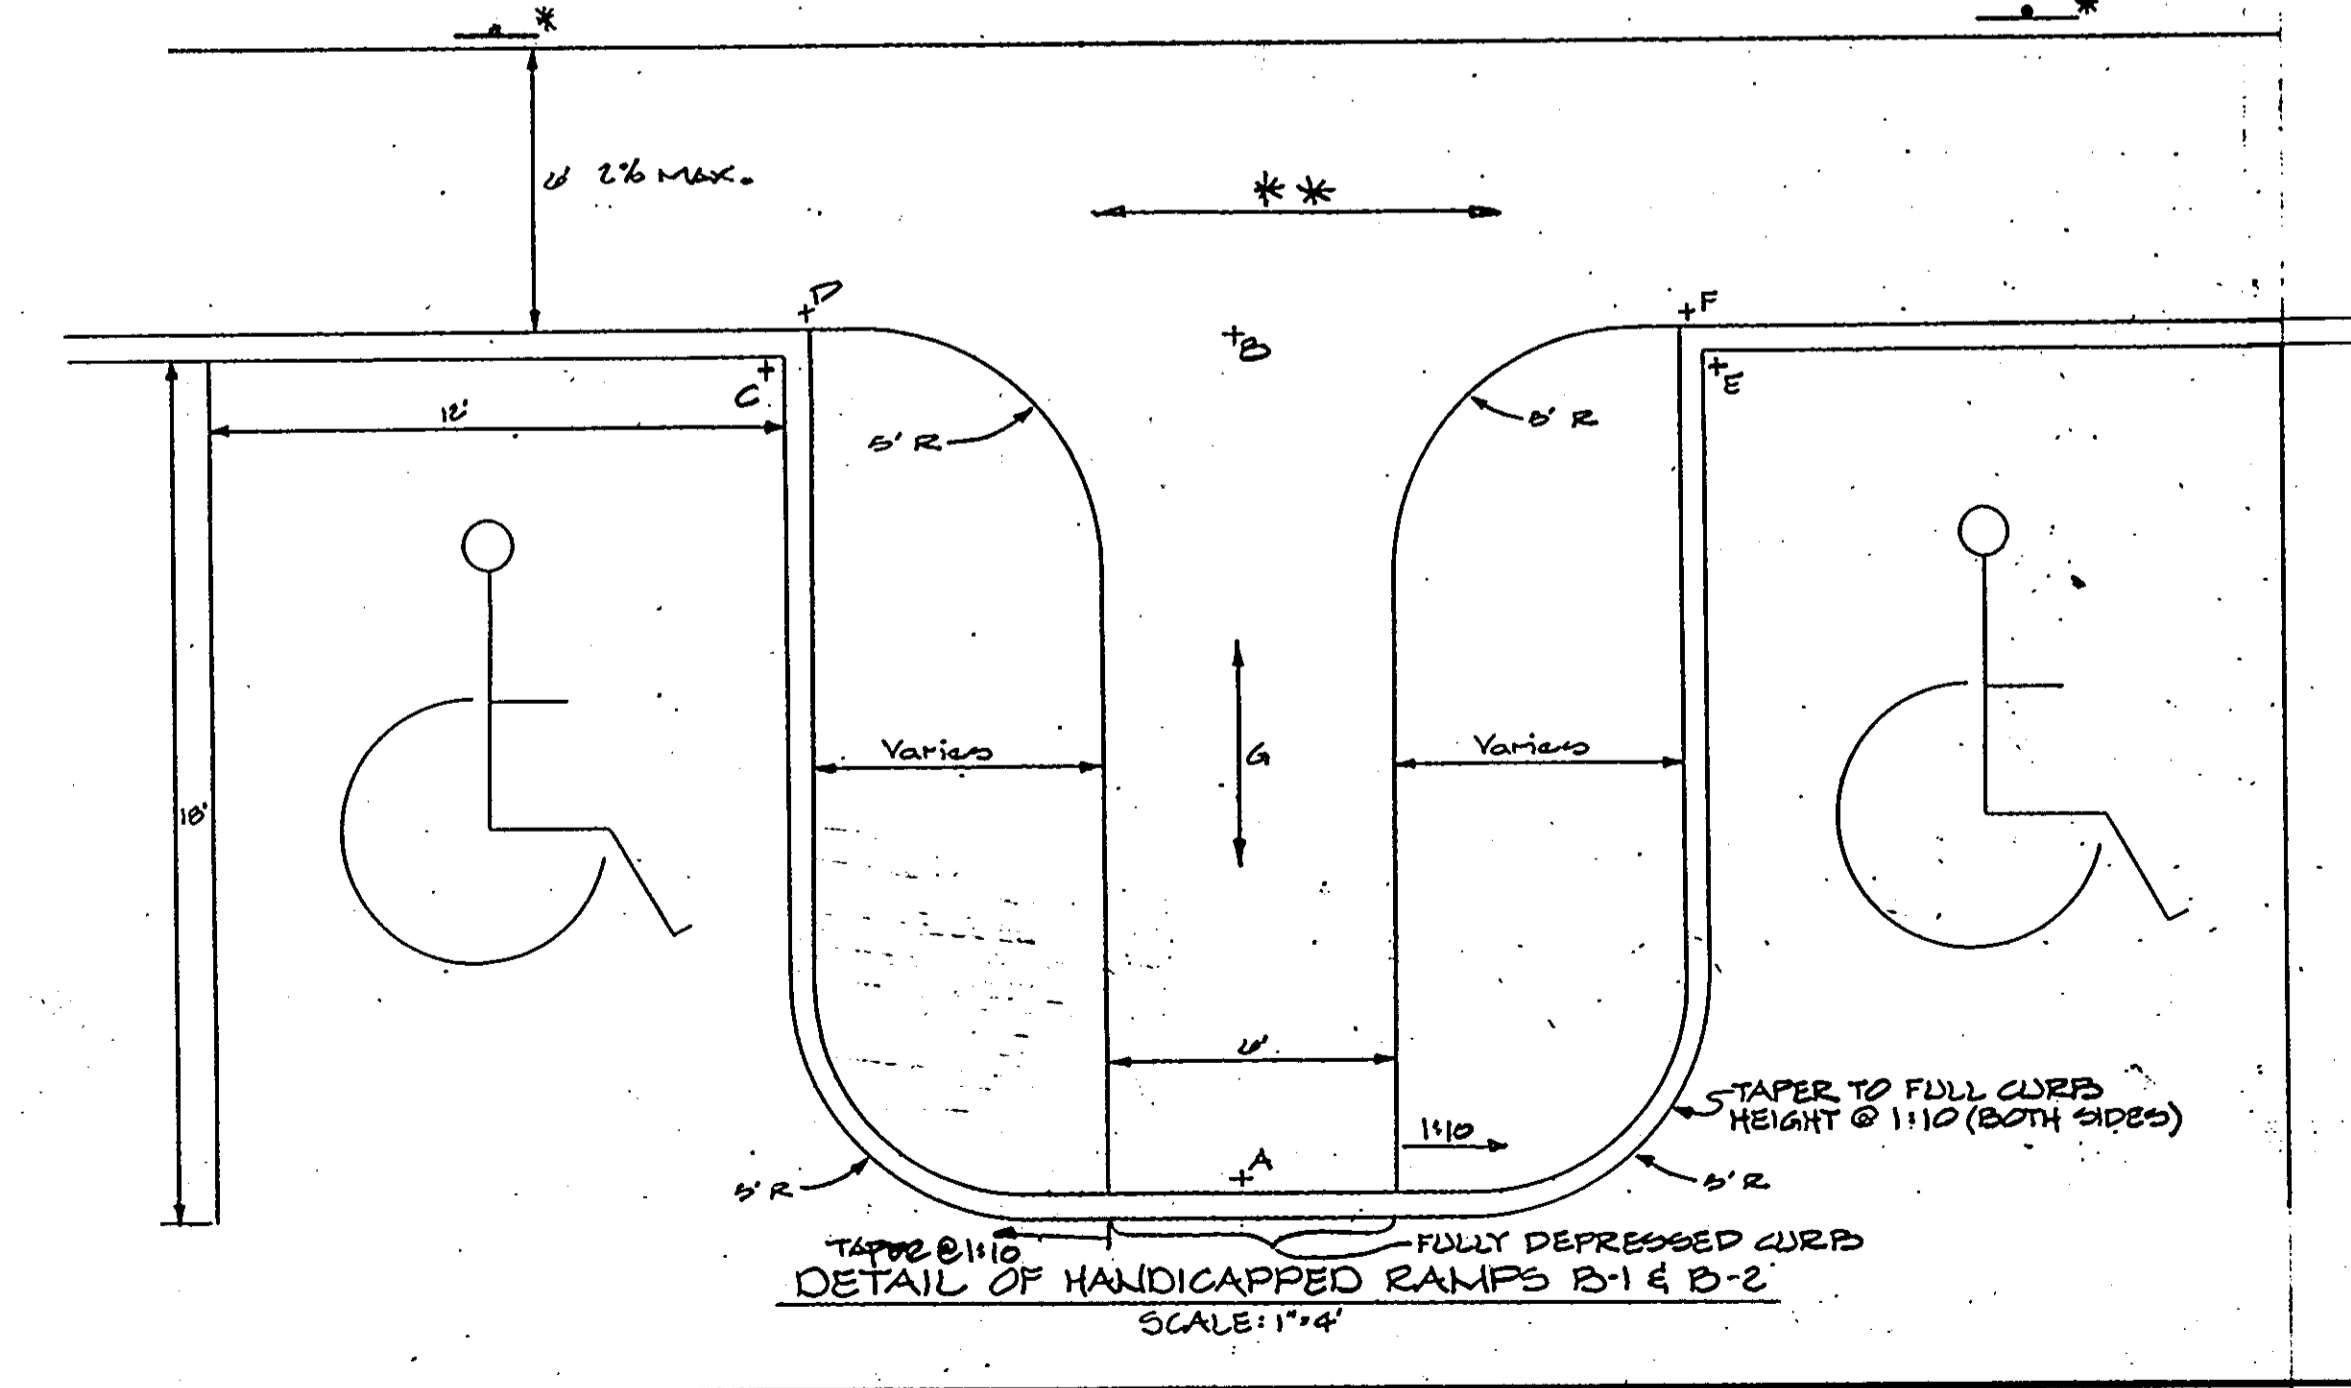 *
*
6' 2% MAX.
**
D
F
B
C
E
12'
5' R
5' R
Varies
Varies
G
18'
6'
TAPER TO FULL CURB
HEIGHT @ 1:10 (BOTH SIDES)
1:10
A
5' R
5' R
TAPER @ 1:10
FULLY DEPRESSED CURB
DETAIL OF HANDICAPPED RAMPS B-1 & B-2
SCALE: 1"=4'